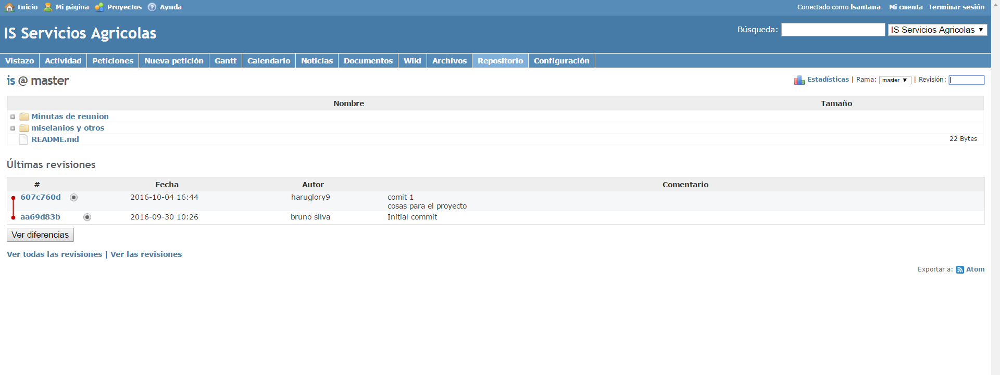 Inicio Mi página Proyectos Ayuda Conectado como lsantana Mi cuenta Terminar sesión
IS Servicios Agricolas Búsqueda: IS Servicios Agricolas
Vistazo Actividad Peticiones Nueva petición Gantt Calendario Noticias Documentos Wiki Archivos Repositorio Configuración
is @ master Estadísticas | Rama: master | Revisión:
Nombre Tamaño
Minutas de reunion
miselanios y otros
README.md 22 Bytes
Últimas revisiones
# Fecha Autor Comentario
607c760d 2016-10-04 16:44 haruglory9 comit 1
cosas para el proyecto
aa69d83b 2016-09-30 10:26 bruno silva Initial commit
Ver diferencias
Ver todas las revisiones | Ver las revisiones
Exportar a: Atom